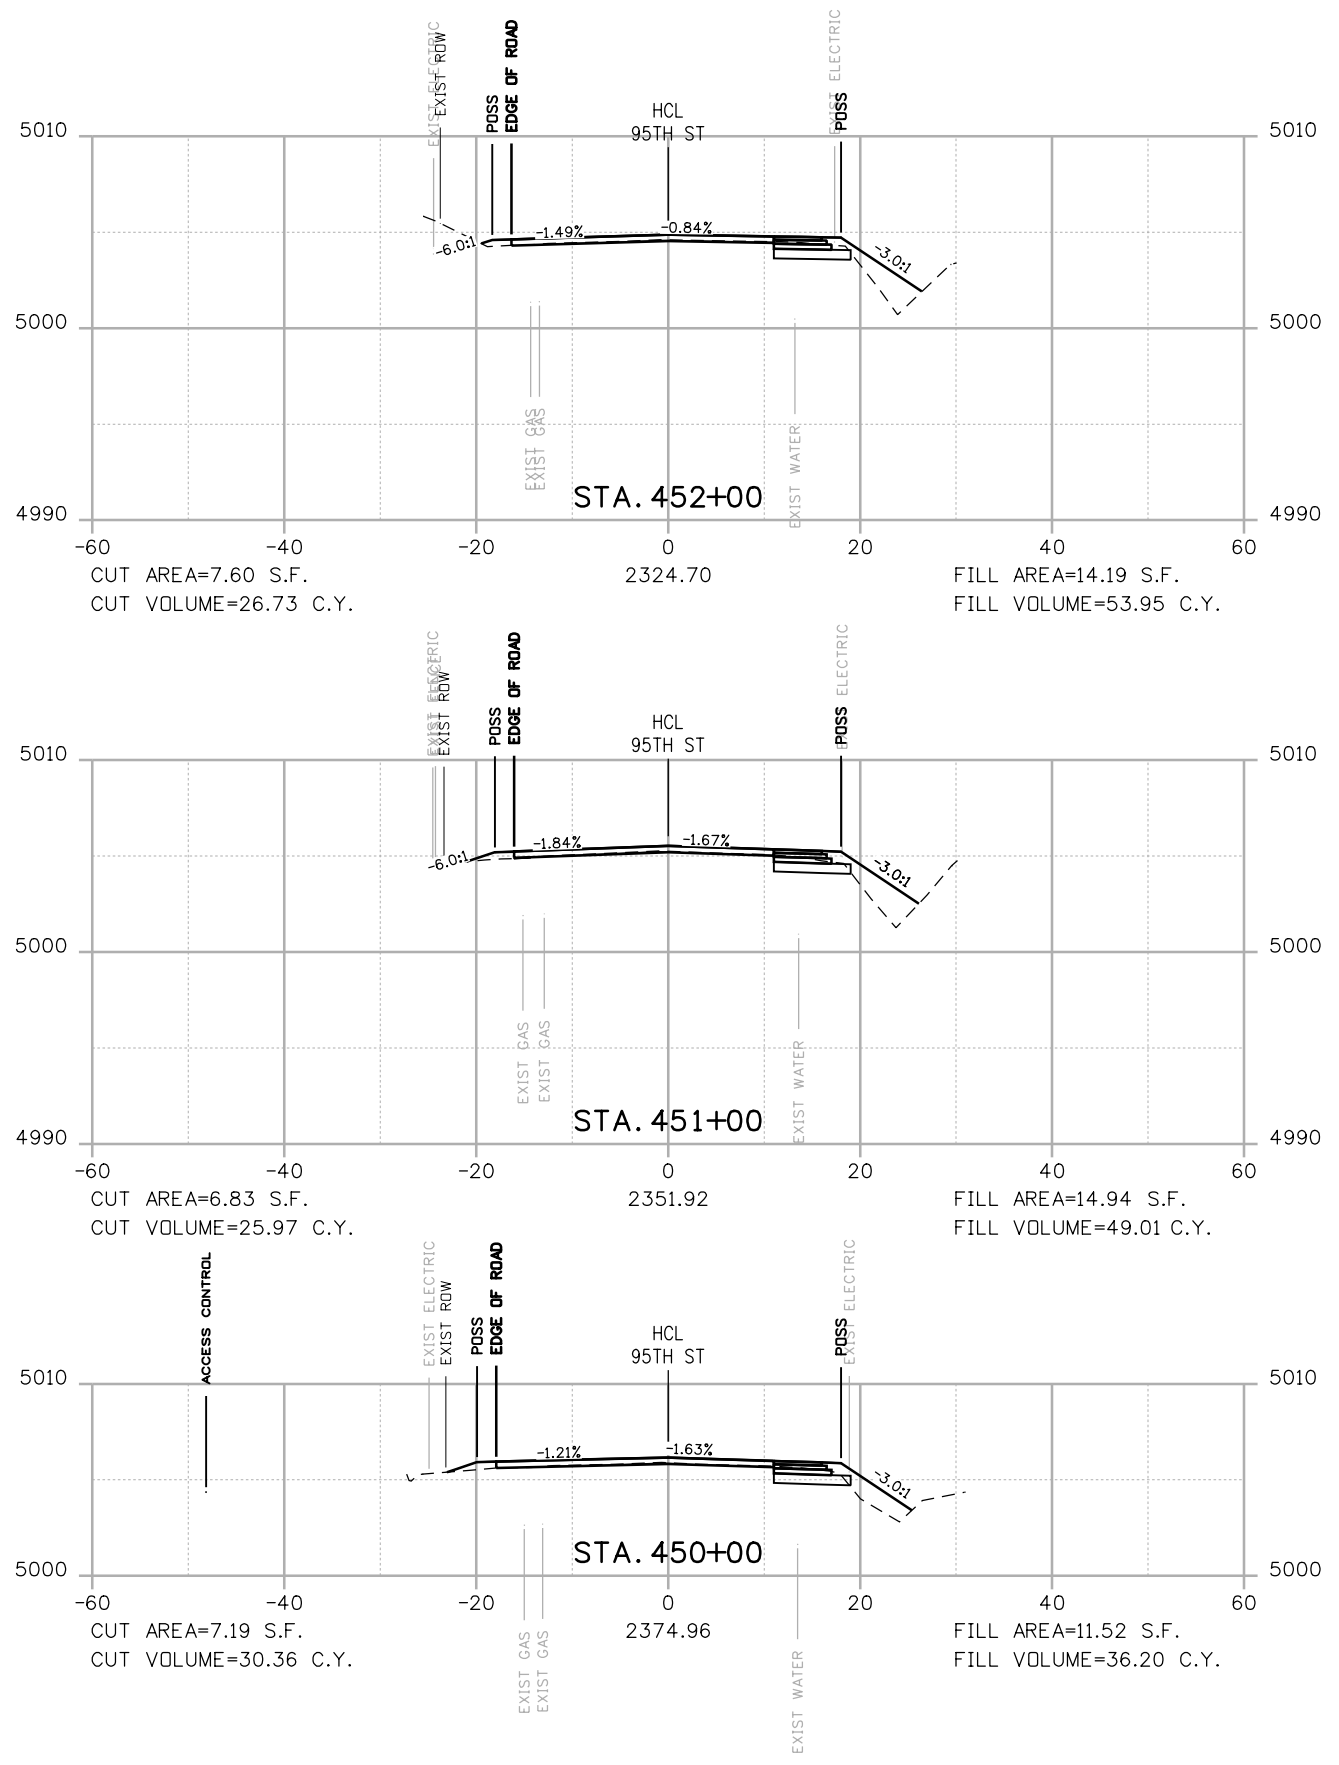 EXIST ELECTRIC
EXIST ROW
POSS
EDGE OF ROAD
HCL
95TH ST
EXIST ELECTRIC
POSS
5010
5010
-6.0:1
-1.49%
-0.84%
-3.0:1
5000
5000
EXIST GAS
EXIST GAS
EXIST WATER
STA. 452+00
4990
4990
-60
-40
-20
0
20
40
60
CUT AREA=7.60 S.F.
2324.70
FILL AREA=14.19 S.F.
CUT VOLUME=26.73 C.Y.
FILL VOLUME=53.95 C.Y.
EXIST ELECTRIC
EXIST ELECTRIC
EXIST ROW
POSS
EDGE OF ROAD
HCL
95TH ST
EXIST ELECTRIC
POSS
5010
5010
-6.0:1
-1.84%
-1.67%
-3.0:1
5000
5000
EXIST GAS
EXIST GAS
EXIST WATER
STA. 451+00
4990
4990
-60
-40
-20
0
20
40
60
CUT AREA=6.83 S.F.
2351.92
FILL AREA=14.94 S.F.
CUT VOLUME=25.97 C.Y.
FILL VOLUME=49.01 C.Y.
ACCESS CONTROL
EXIST ELECTRIC
EXIST ROW
POSS
EDGE OF ROAD
HCL
95TH ST
POSS
EXIST ELECTRIC
5010
5010
-1.21%
-1.63%
-3.0:1
STA. 450+00
5000
5000
-60
-40
-20
0
20
40
60
CUT AREA=7.19 S.F.
2374.96
FILL AREA=11.52 S.F.
CUT VOLUME=30.36 C.Y.
FILL VOLUME=36.20 C.Y.
EXIST GAS
EXIST GAS
EXIST WATER